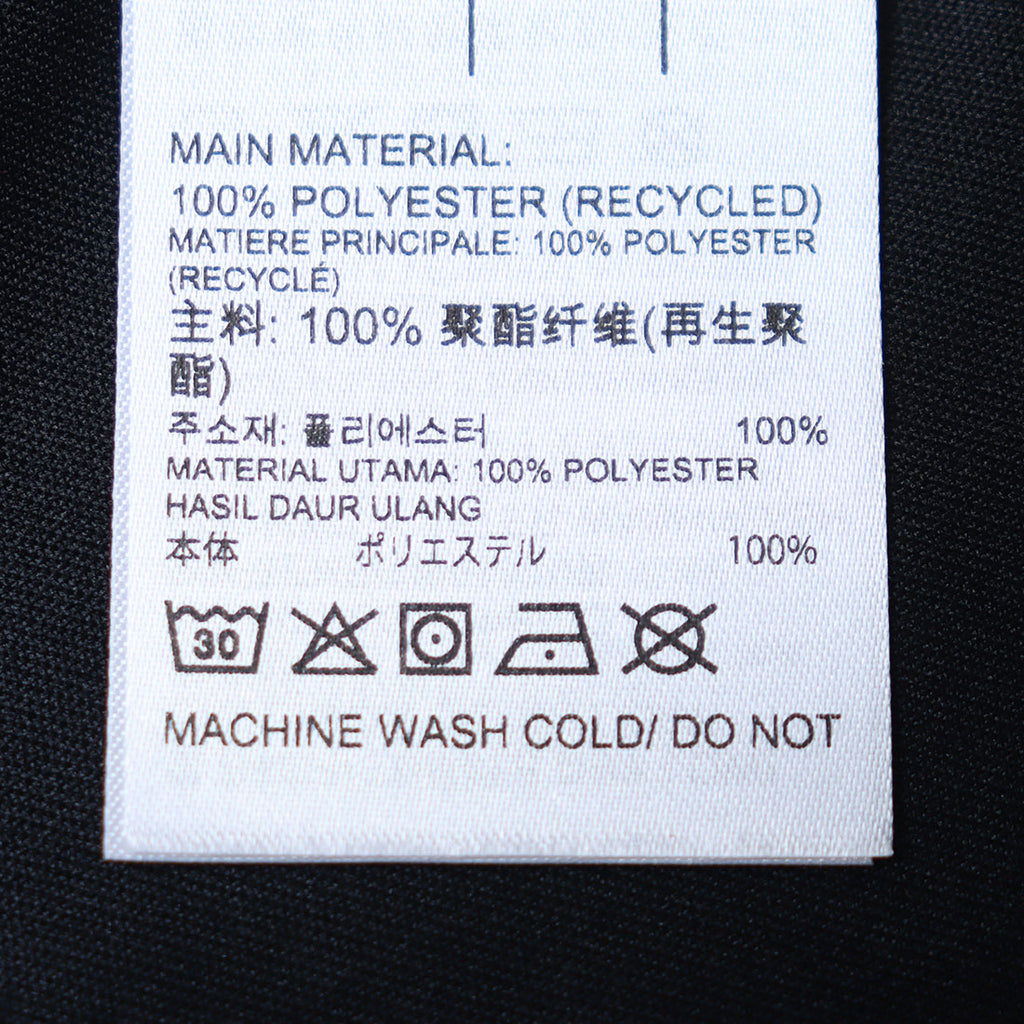 MAIN MATERIAL:
100% POLYESTER (RECYCLED)
MATIERE PRINCIPALE: 100% POLYESTER
(RECYCLÉ)
主料: 100% 聚酯纤维(再生聚
酯)
주소재: 폴리에스터 100%
MATERIAL UTAMA: 100% POLYESTER
HASIL DAUR ULANG
本体 ポリエステル 100%
30
MACHINE WASH COLD/ DO NOT